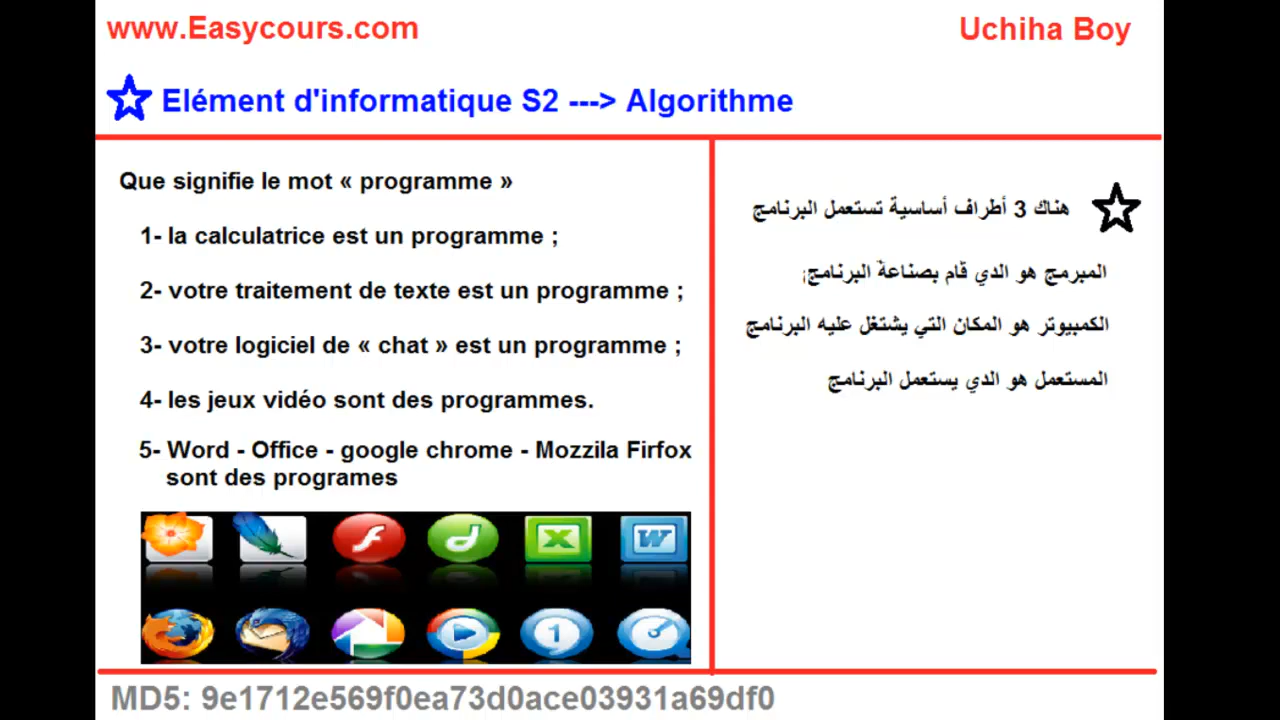 www.Easycours.com
Uchiha Boy
Elément d'informatique S2 ---> Algorithme
Que signifie le mot « programme »
1- la calculatrice est un programme ;
2- votre traitement de texte est un programme ;
3- votre logiciel de « chat » est un programme ;
4- les jeux vidéo sont des programmes.
5- Word - Office - google chrome - Mozzila Firfox
sont des programes
هناك 3 أطراف أساسية تستعمل البرنامج
المبرمج هو الدي قام بصناعة البرنامج
الكمبيوتر هو المكان التي يشتغل عليه البرنامج
المستعمل هو الدي يستعمل البرنامج
MD5: 9e1712e569f0ea73d0ace03931a69df0